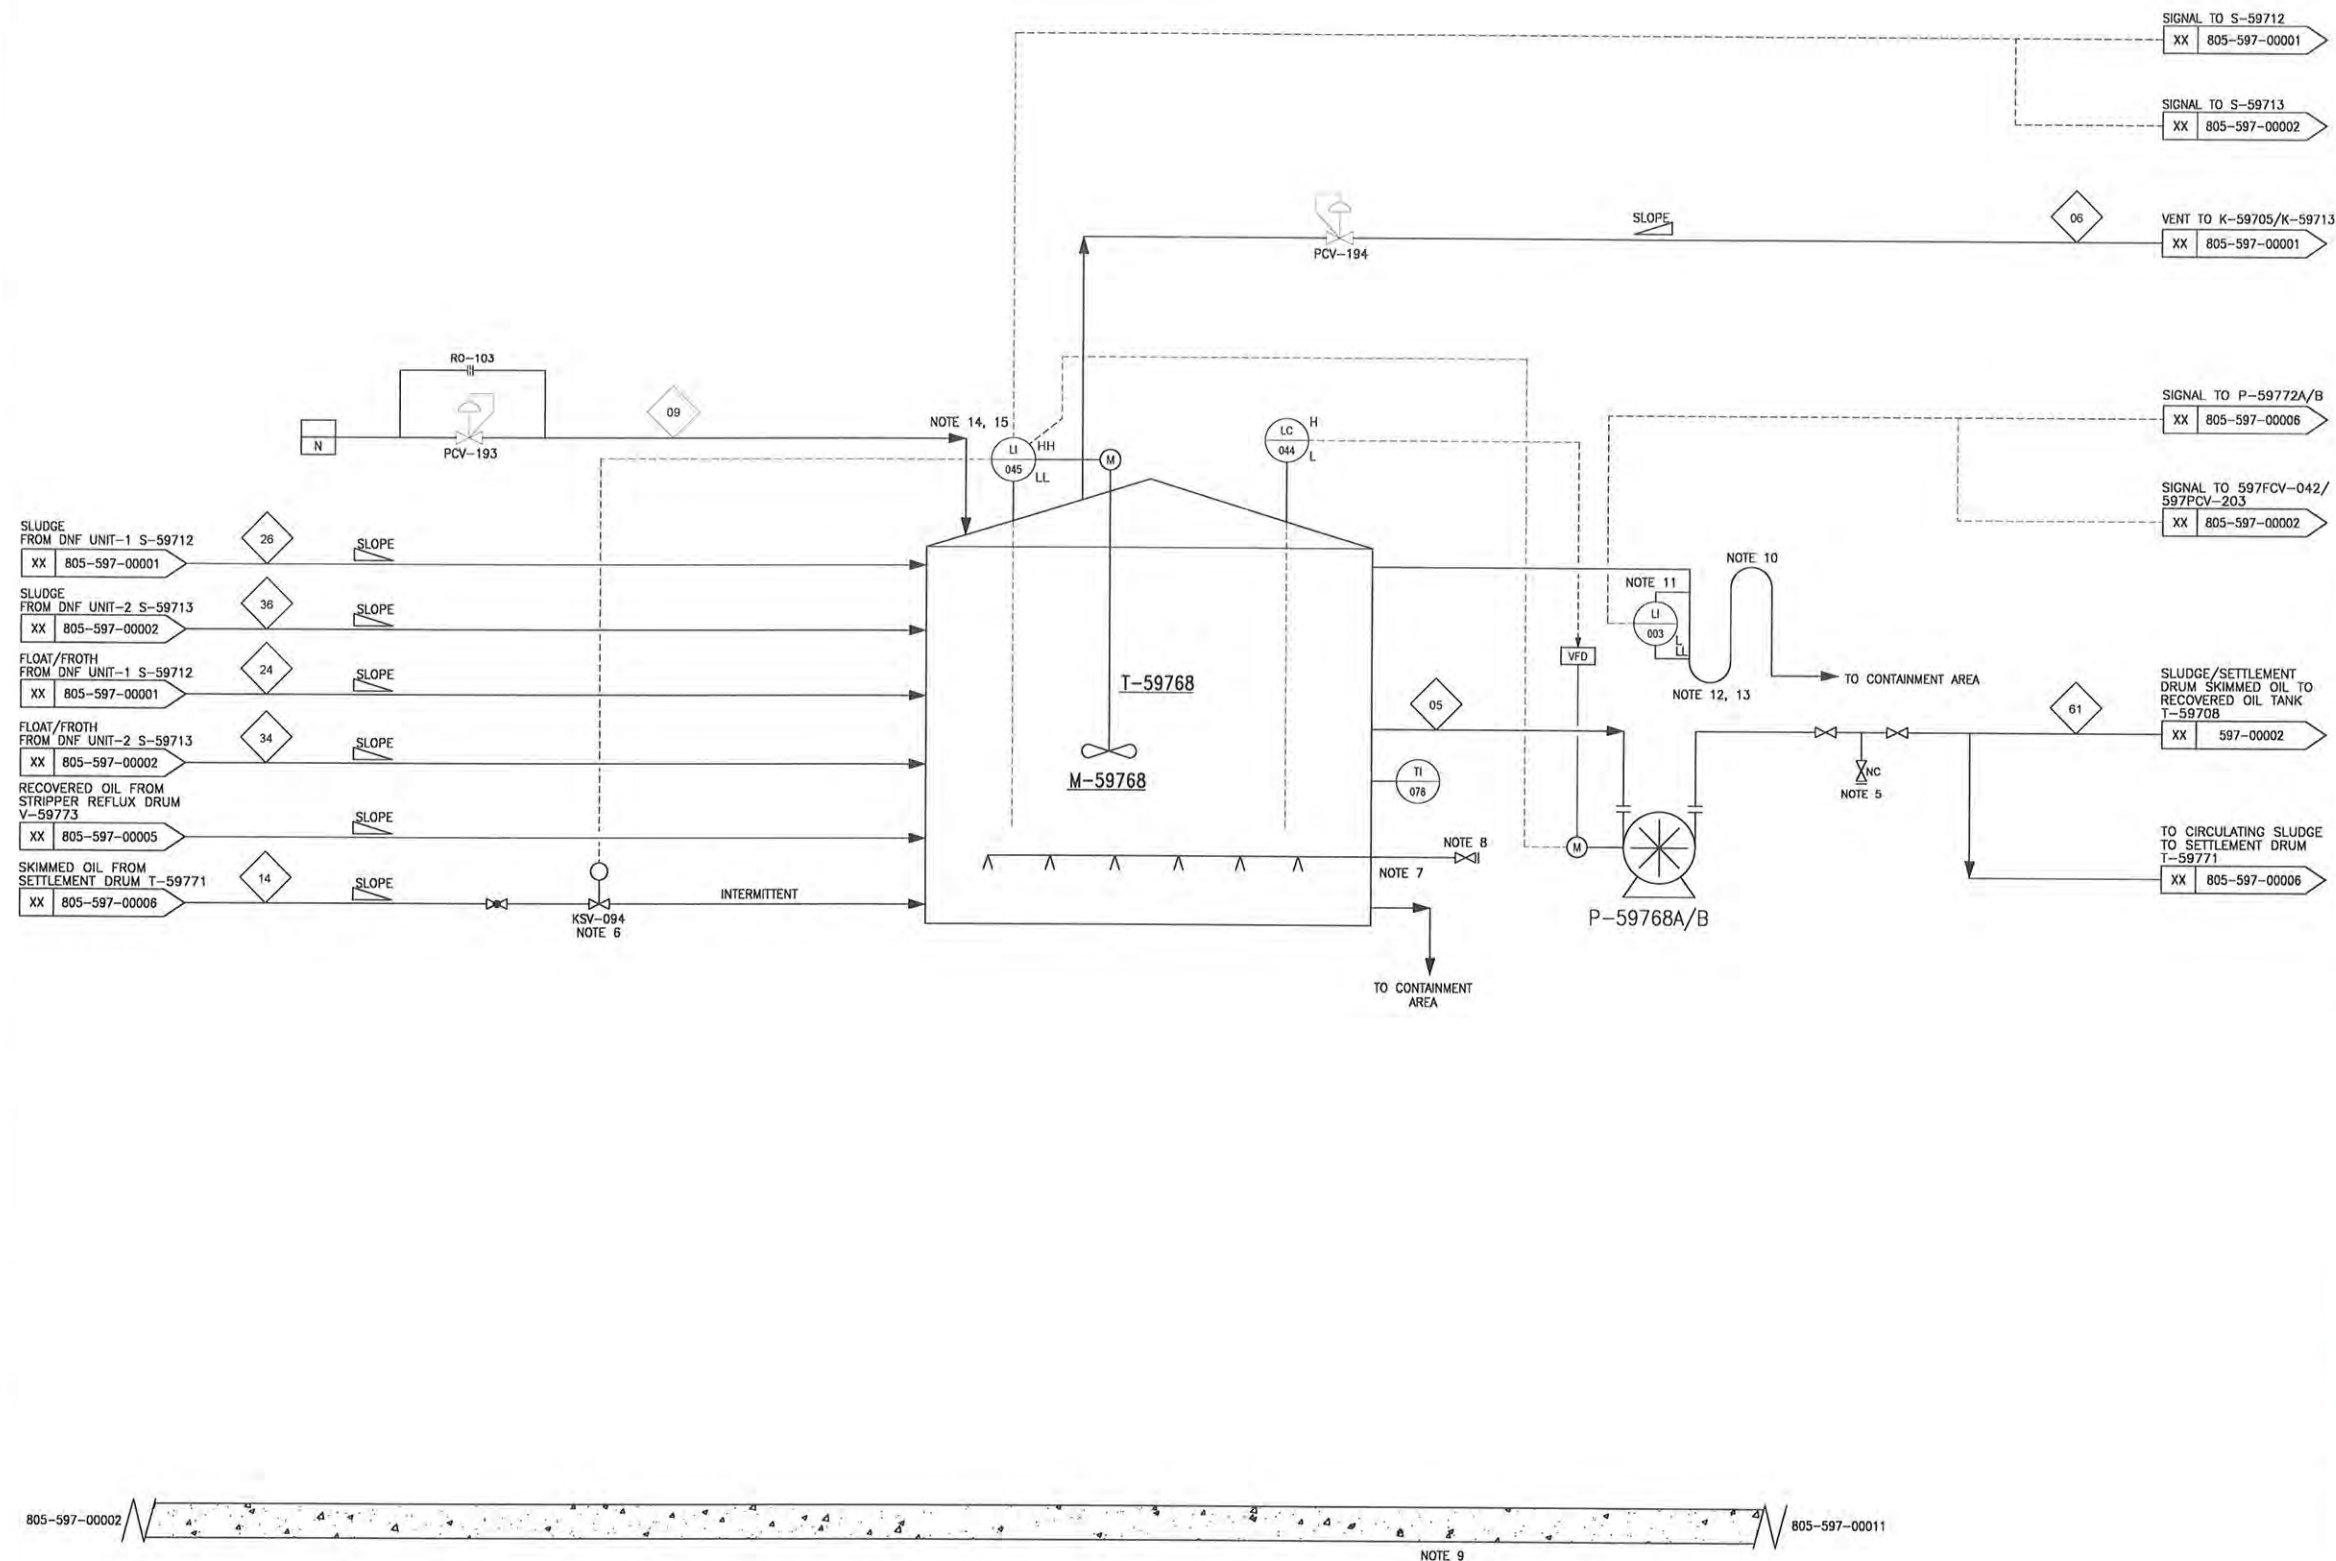 SIGNAL TO S-59712
XX 805-597-00001
SIGNAL TO S-59713
XX 805-597-00002
VENT TO K-59705/K-59713
XX 805-597-00001
06
SLOPE
PCV-194
RO-103
PCV-193
N
09
NOTE 14, 15
LI
045
HH
LL
M
LC
044
H
L
SIGNAL TO P-59772A/B
XX 805-597-00006
SIGNAL TO 597FCV-042/
597PCV-203
XX 805-597-00002
SLUDGE
FROM DNF UNIT-1 S-59712
XX 805-597-00001
26
SLOPE
SLUDGE
FROM DNF UNIT-2 S-59713
XX 805-597-00002
36
SLOPE
FLOAT/FROTH
FROM DNF UNIT-1 S-59712
XX 805-597-00001
24
SLOPE
FLOAT/FROTH
FROM DNF UNIT-2 S-59713
XX 805-597-00002
34
SLOPE
RECOVERED OIL FROM
STRIPPER REFLUX DRUM
V-59773
XX 805-597-00005
SLOPE
SKIMMED OIL FROM
SETTLEMENT DRUM T-59771
XX 805-597-00006
14
SLOPE
KSV-094
NOTE 6
INTERMITTENT
T-59768
M-59768
NOTE 10
NOTE 11
LI
003
L
LL
NOTE 12, 13
TO CONTAINMENT AREA
VFD
05
TI
078
NOTE 8
NOTE 7
M
P-59768A/B
TO CONTAINMENT
AREA
NC
NOTE 5
61
SLUDGE/SETTLEMENT
DRUM SKIMMED OIL TO
RECOVERED OIL TANK
T-59708
XX 597-00002
TO CIRCULATING SLUDGE
TO SETTLEMENT DRUM
T-59771
XX 805-597-00006
805-597-00002
805-597-00011
NOTE 9